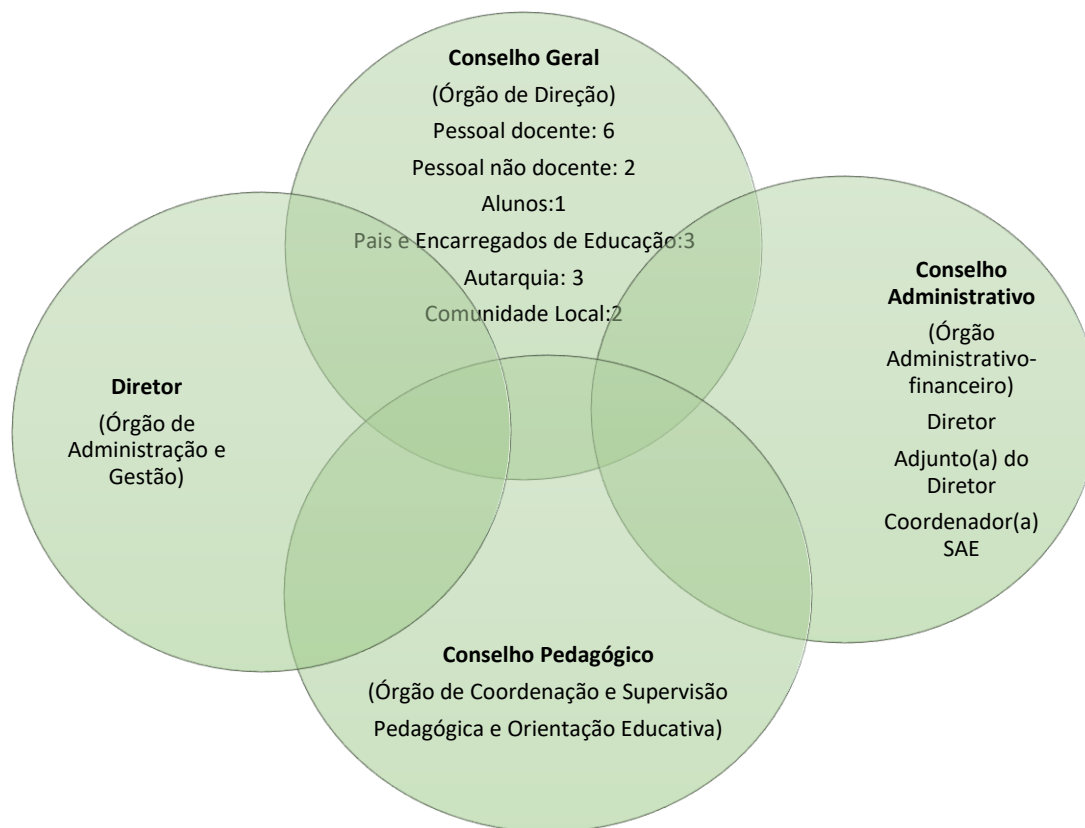 Conselho Geral
(Órgão de Direção)
Pessoal docente: 6
Pessoal não docente: 2
Alunos:1
Pais e Encarregados de Educação:3
Autarquia: 3
Comunidade Local:2
Diretor
(Órgão de
Administração e
Gestão)
Conselho
Administrativo
(Órgão
Administrativo-
financeiro)
Diretor
Adjunto(a) do
Diretor
Coordenador(a)
SAE
Conselho Pedagógico
(Órgão de Coordenação e Supervisão
Pedagógica e Orientação Educativa)